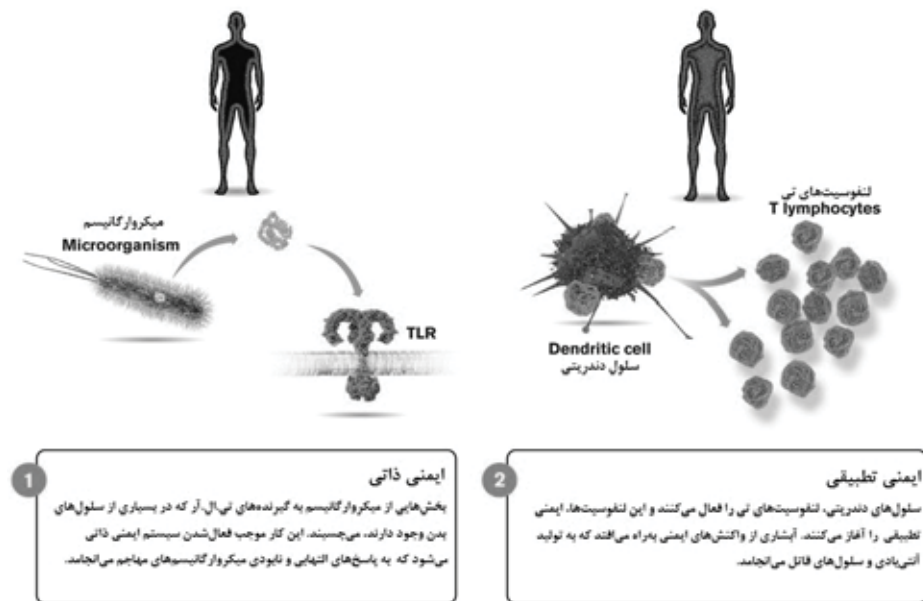 میکروارگانیسم
Microorganism
TLR
لنفوسیت‌های تی
T lymphocytes
Dendritic cell
سلول دندریتی
1
ایمنی ذاتی
بخش‌هایی از میکروارگانیسم به گیرنده‌های تی.ال.آر که در بسیاری از سلول‌های
بدن وجود دارند، می‌چسبند. این کار موجب فعال‌شدن سیستم ایمنی ذاتی
می‌شود که به پاسخ‌های التهابی و نابودی میکروارگانیسم‌های مهاجم می‌انجامد.
2
ایمنی تطبیقی
سلول‌های دندریتی، لنفوسیت‌های تی را فعال می‌کنند و این لنفوسیت‌ها، ایمنی
تطبیقی را آغاز می‌کنند. آبشاری از واکنش‌های ایمنی به‌راه می‌افتد که به تولید
آنتی‌بادی و سلول‌های قاتل می‌انجامد.